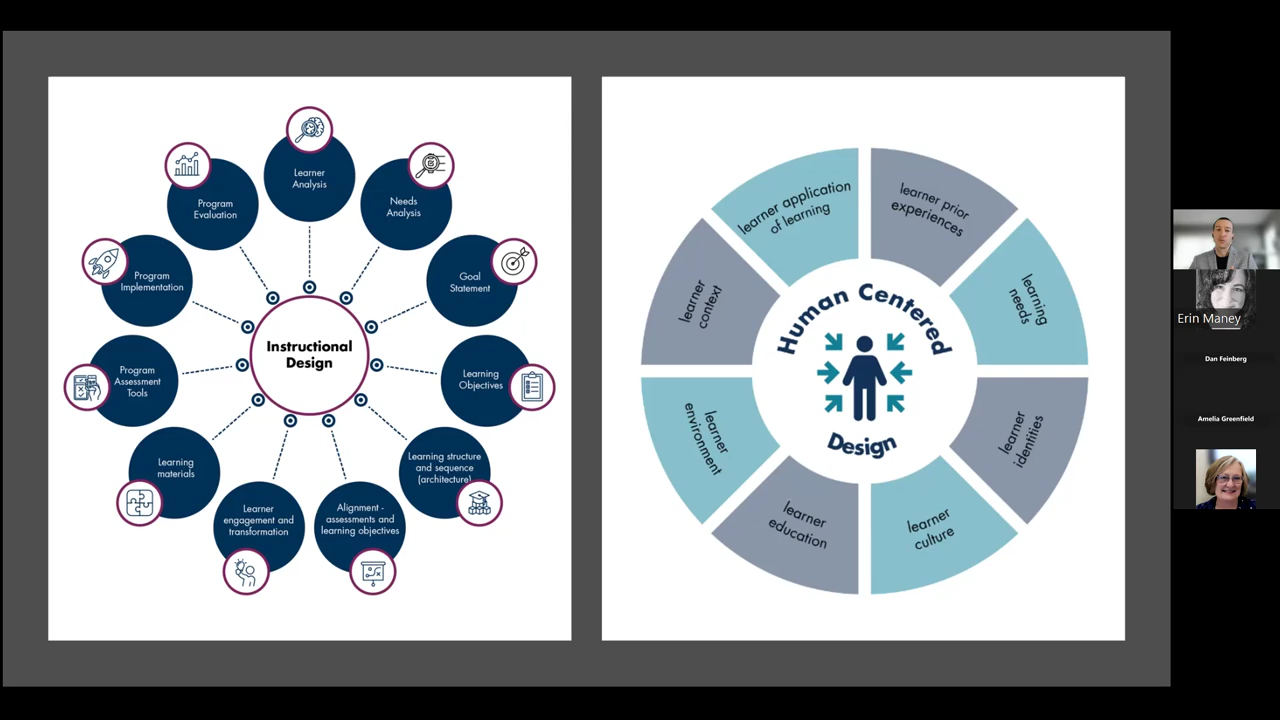 Learner
Analysis
Needs
Analysis
Goal
Statement
Learning
Objectives
Learning structure
and sequence
(architecture)
Alignment -
assessments and
learning objectives
Learner
engagement and
transformation
Learning
materials
Program
Assessment
Tools
Program
Implementation
Program
Evaluation
Instructional
Design
learner prior
experiences
learning
needs
learner
identities
learner
culture
learner
education
learner
environment
learner
context
learner application
of learning
Human Centered
Design
Erin Maney
Dan Feinberg
Amelia Greenfield